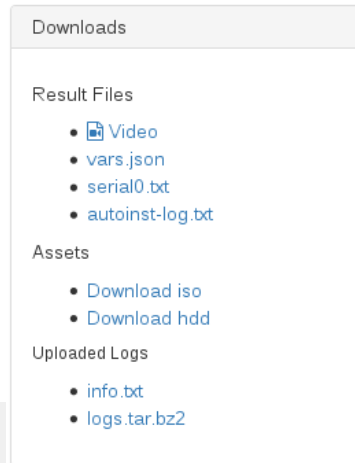 Downloads
Result Files
Video
vars.json
serial0.txt
autoinst-log.txt
Assets
Download iso
Download hdd
Uploaded Logs
info.txt
logs.tar.bz2